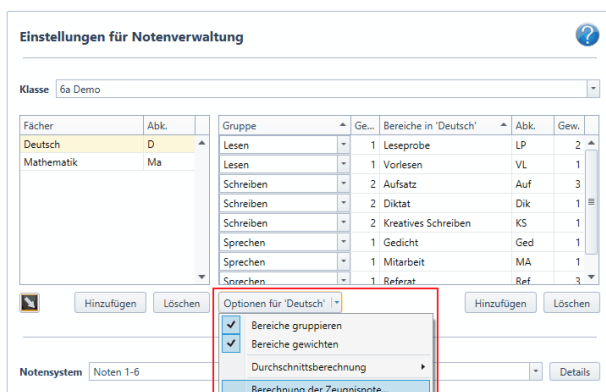 Einstellungen für Notenverwaltung
Klasse 6a Demo
Fächer Abk. Gruppe Ge... Bereiche in 'Deutsch' Abk. Gew.
Deutsch D Lesen 1 Leseprobe LP 2
Mathematik Ma Lesen 1 Vorlesen VL 1
Schreiben 2 Aufsatz Auf 3
Schreiben 2 Diktat Dik 1
Schreiben 2 Kreatives Schreiben KS 1
Sprechen 1 Gedicht Ged 1
Sprechen 1 Mitarbeit MA 1
Sprechen 1 Referat Ref 3
Hinzufügen Löschen Optionen für 'Deutsch' Hinzufügen Löschen
Bereiche gruppieren
Bereiche gewichten
Durchschnittsberechnung
Notensystem Noten 1-6 Details
Berechnung der Zeugnisnote...